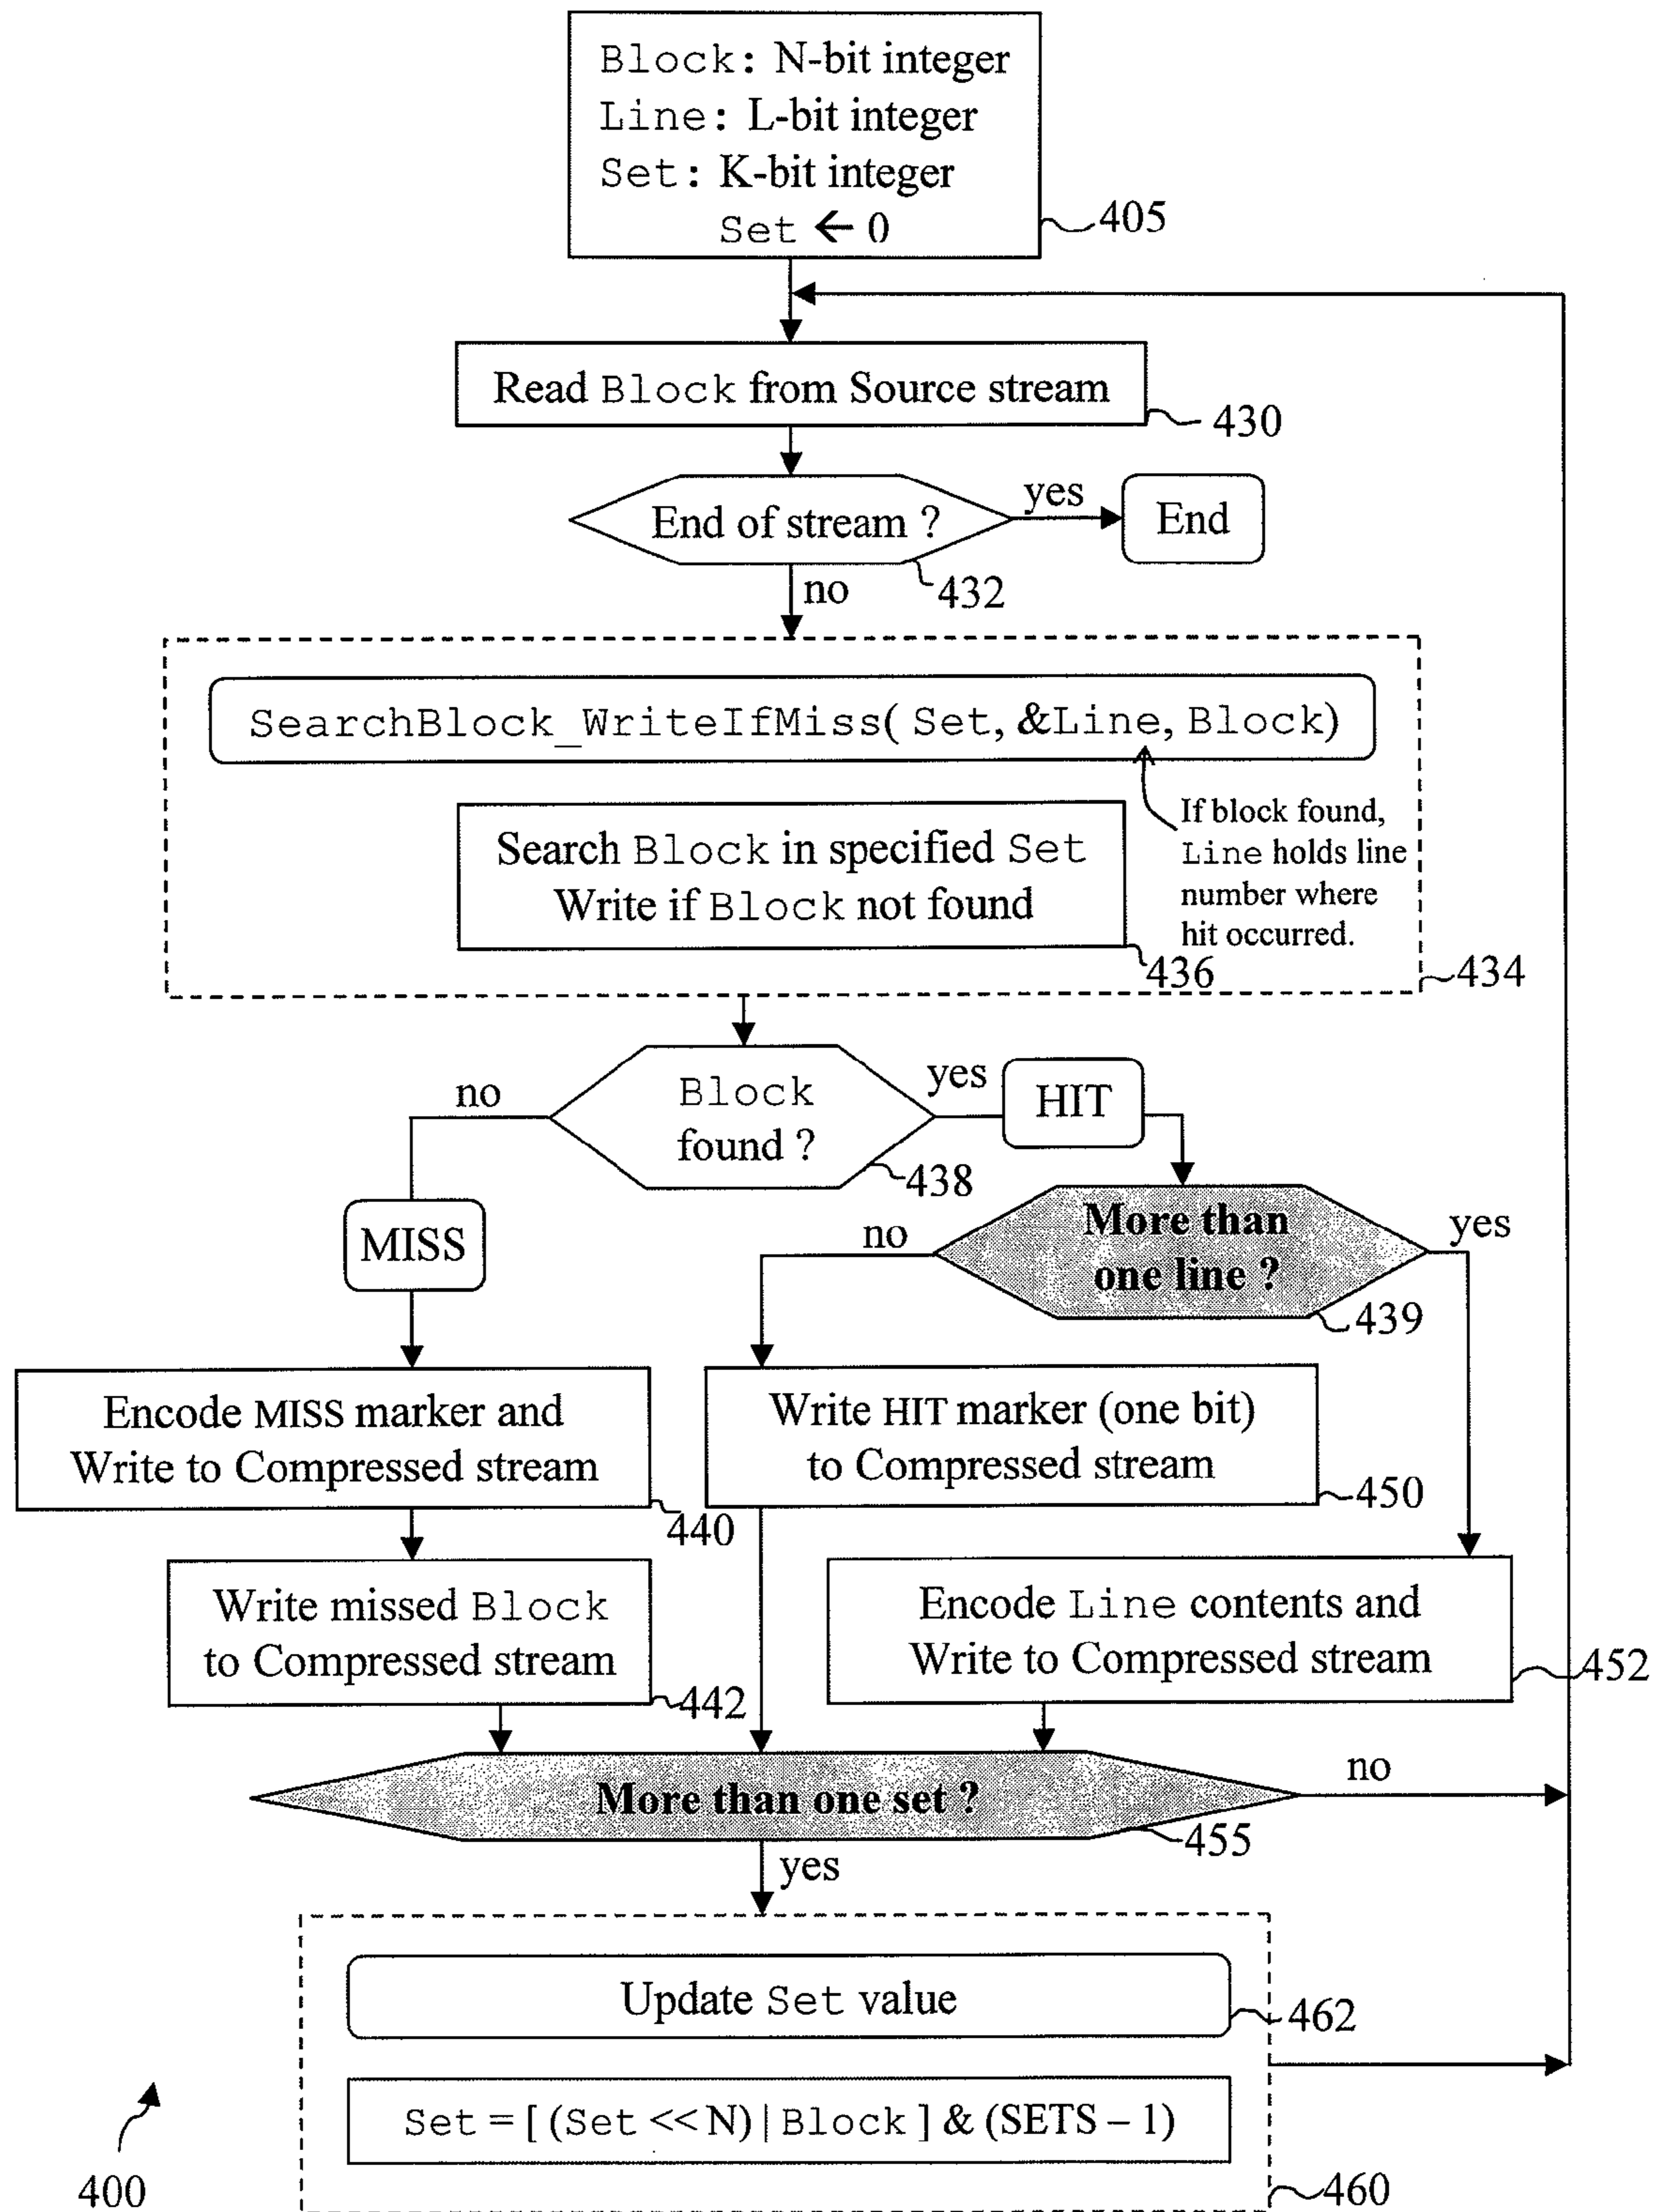 Block: N-bit integer
Line: L-bit integer
Set: K-bit integer
Set ← 0
405
Read Block from Source stream
430
End of stream ?
yes
End
432
no
SearchBlock_WriteIfMiss( Set, &Line, Block)
Search Block in specified Set
Write if Block not found
If block found,
Line holds line
number where
hit occurred.
436
434
Block
found ?
no
yes
HIT
438
MISS
More than
one line ?
no
yes
439
Encode MISS marker and
Write to Compressed stream
440
Write HIT marker (one bit)
to Compressed stream
450
Write missed Block
to Compressed stream
442
Encode Line contents and
Write to Compressed stream
452
More than one set ?
no
455
yes
Update Set value
462
Set = [ (Set << N) | Block ] & (SETS – 1)
460
400